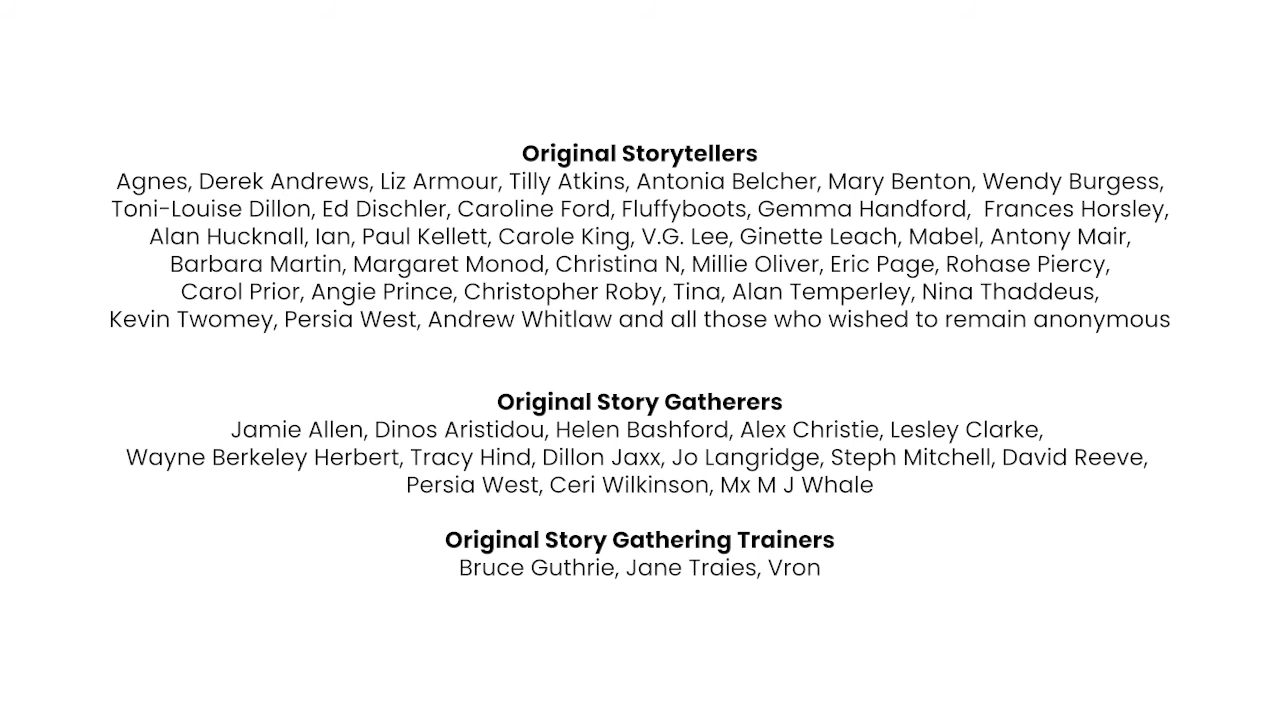 Original Storytellers
Agnes, Derek Andrews, Liz Armour, Tilly Atkins, Antonia Belcher, Mary Benton, Wendy Burgess,
Toni-Louise Dillon, Ed Dischler, Caroline Ford, Fluffyboots, Gemma Handford,  Frances Horsley,
Alan Hucknall, Ian, Paul Kellett, Carole King, V.G. Lee, Ginette Leach, Mabel, Antony Mair,
Barbara Martin, Margaret Monod, Christina N, Millie Oliver, Eric Page, Rohase Piercy,
Carol Prior, Angie Prince, Christopher Roby, Tina, Alan Temperley, Nina Thaddeus,
Kevin Twomey, Persia West, Andrew Whitlaw and all those who wished to remain anonymous
Original Story Gatherers
Jamie Allen, Dinos Aristidou, Helen Bashford, Alex Christie, Lesley Clarke,
Wayne Berkeley Herbert, Tracy Hind, Dillon Jaxx, Jo Langridge, Steph Mitchell, David Reeve,
Persia West, Ceri Wilkinson, Mx M J Whale
Original Story Gathering Trainers
Bruce Guthrie, Jane Traies, Vron